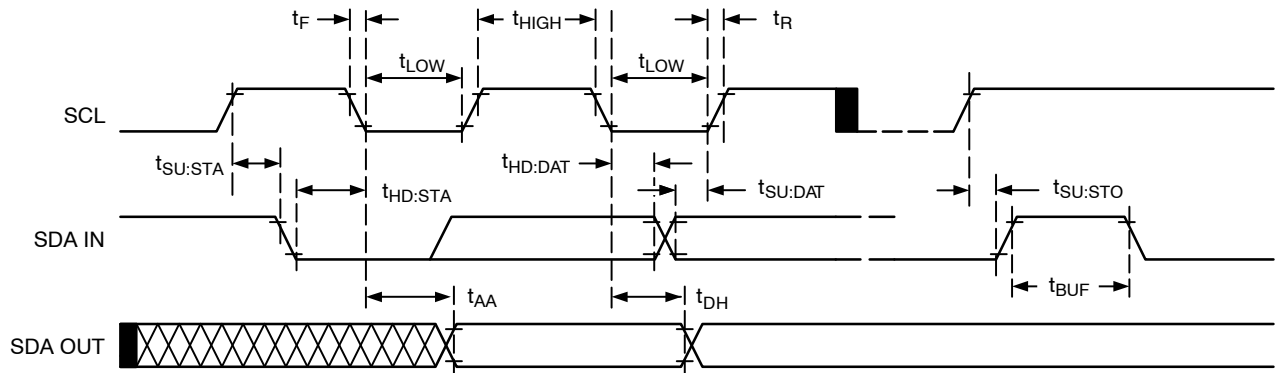 tF
tHIGH
tR
tLOW
tLOW
SCL
tSU:STA
tHD:STA
tHD:DAT
tSU:DAT
tSU:STO
SDA IN
tAA
tDH
tBUF
SDA OUT